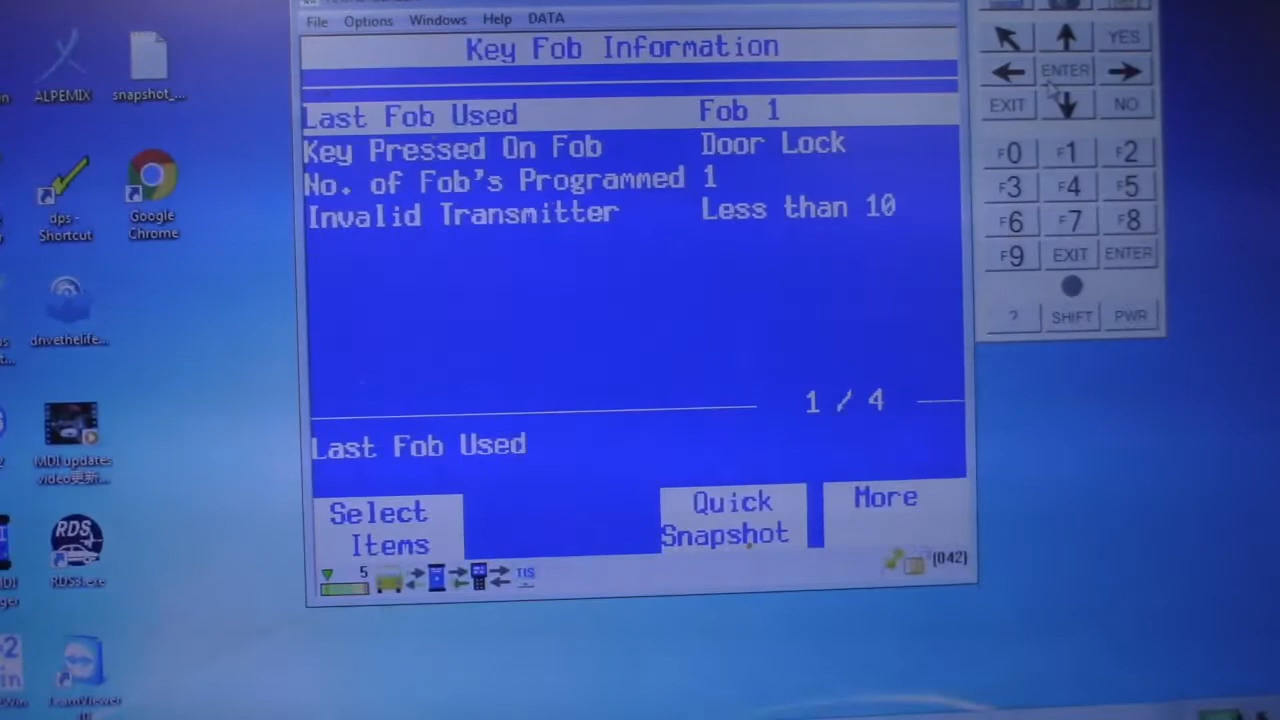 File Options Windows Help DATA
Key Fob Information
Last Fob Used Fob 1
Key Pressed On Fob Door Lock
No. of Fob's Programmed 1
Invalid Transmitter Less than 10
1 / 4
Last Fob Used
Select Items
Quick Snapshot
More
5
TIS
(042)
YES
ENTER
EXIT
NO
F0 F1 F2
F3 F4 F5
F6 F7 F8
F9 EXIT ENTER
? SHIFT PWR
ALPEMIX
snapshot_...
dps - Shortcut
Google Chrome
drivethelife...
MDI updates video更新...
RDS
RDS3.exe
TeamViewer